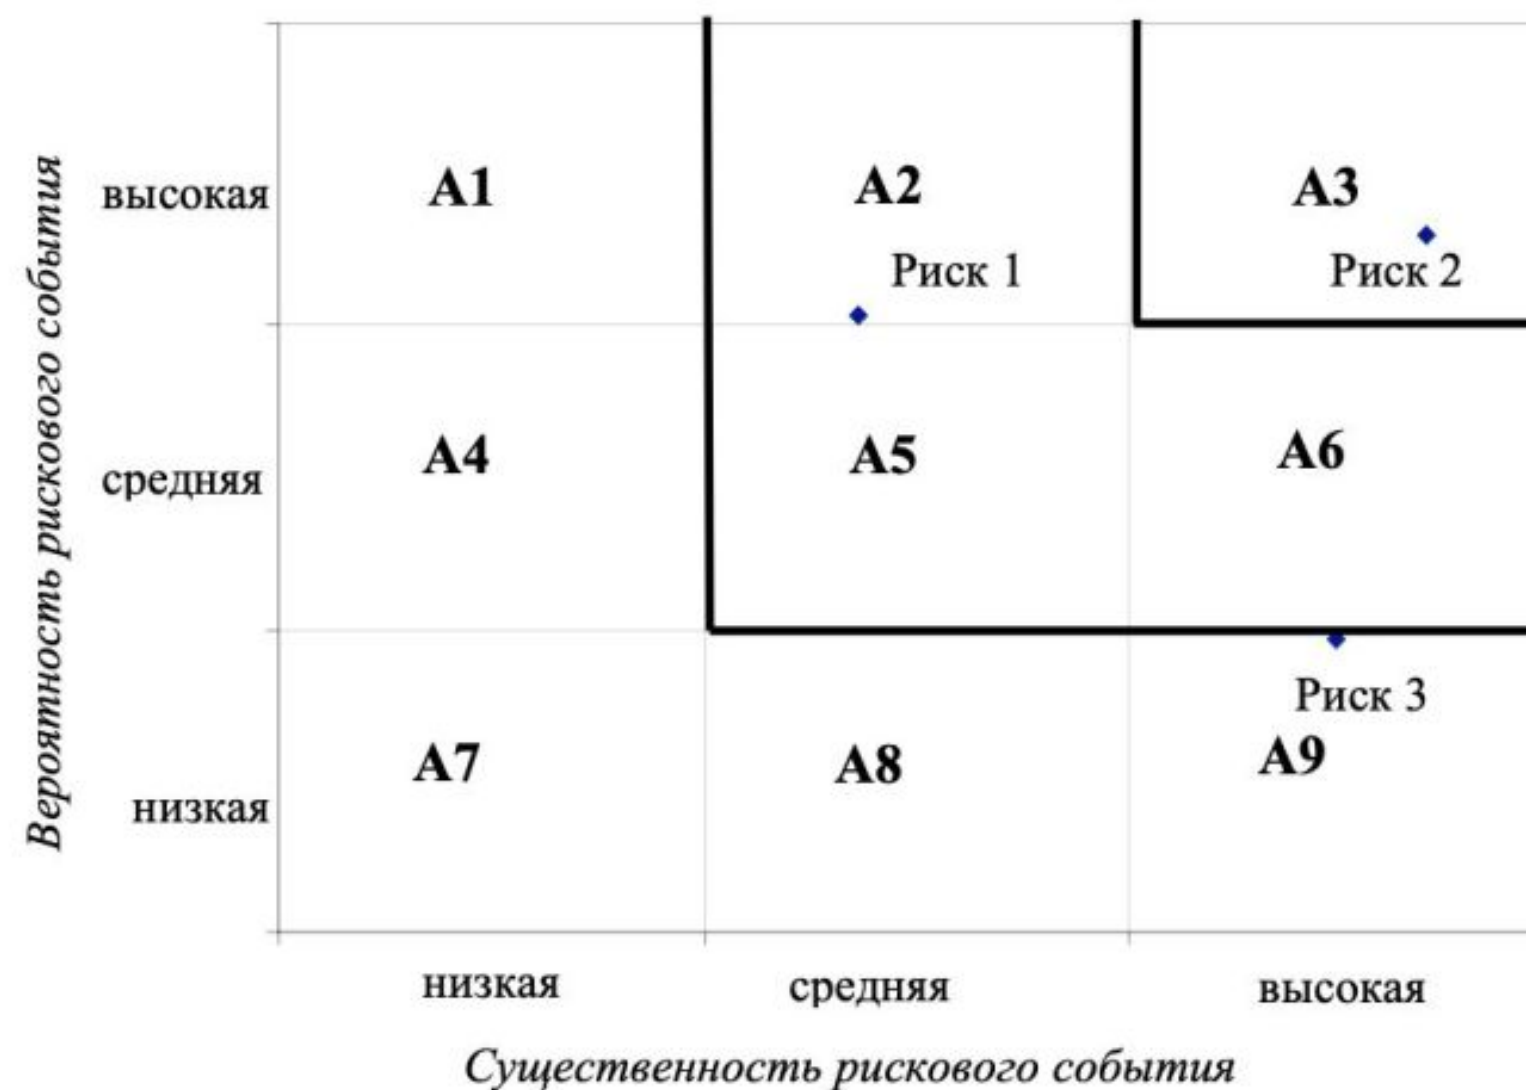 Вероятность рискового события
высокая
A1
A2
A3
Риск 1
Риск 2
средняя
A4
A5
A6
Риск 3
низкая
A7
A8
A9
низкая
средняя
высокая
Существенность рискового события